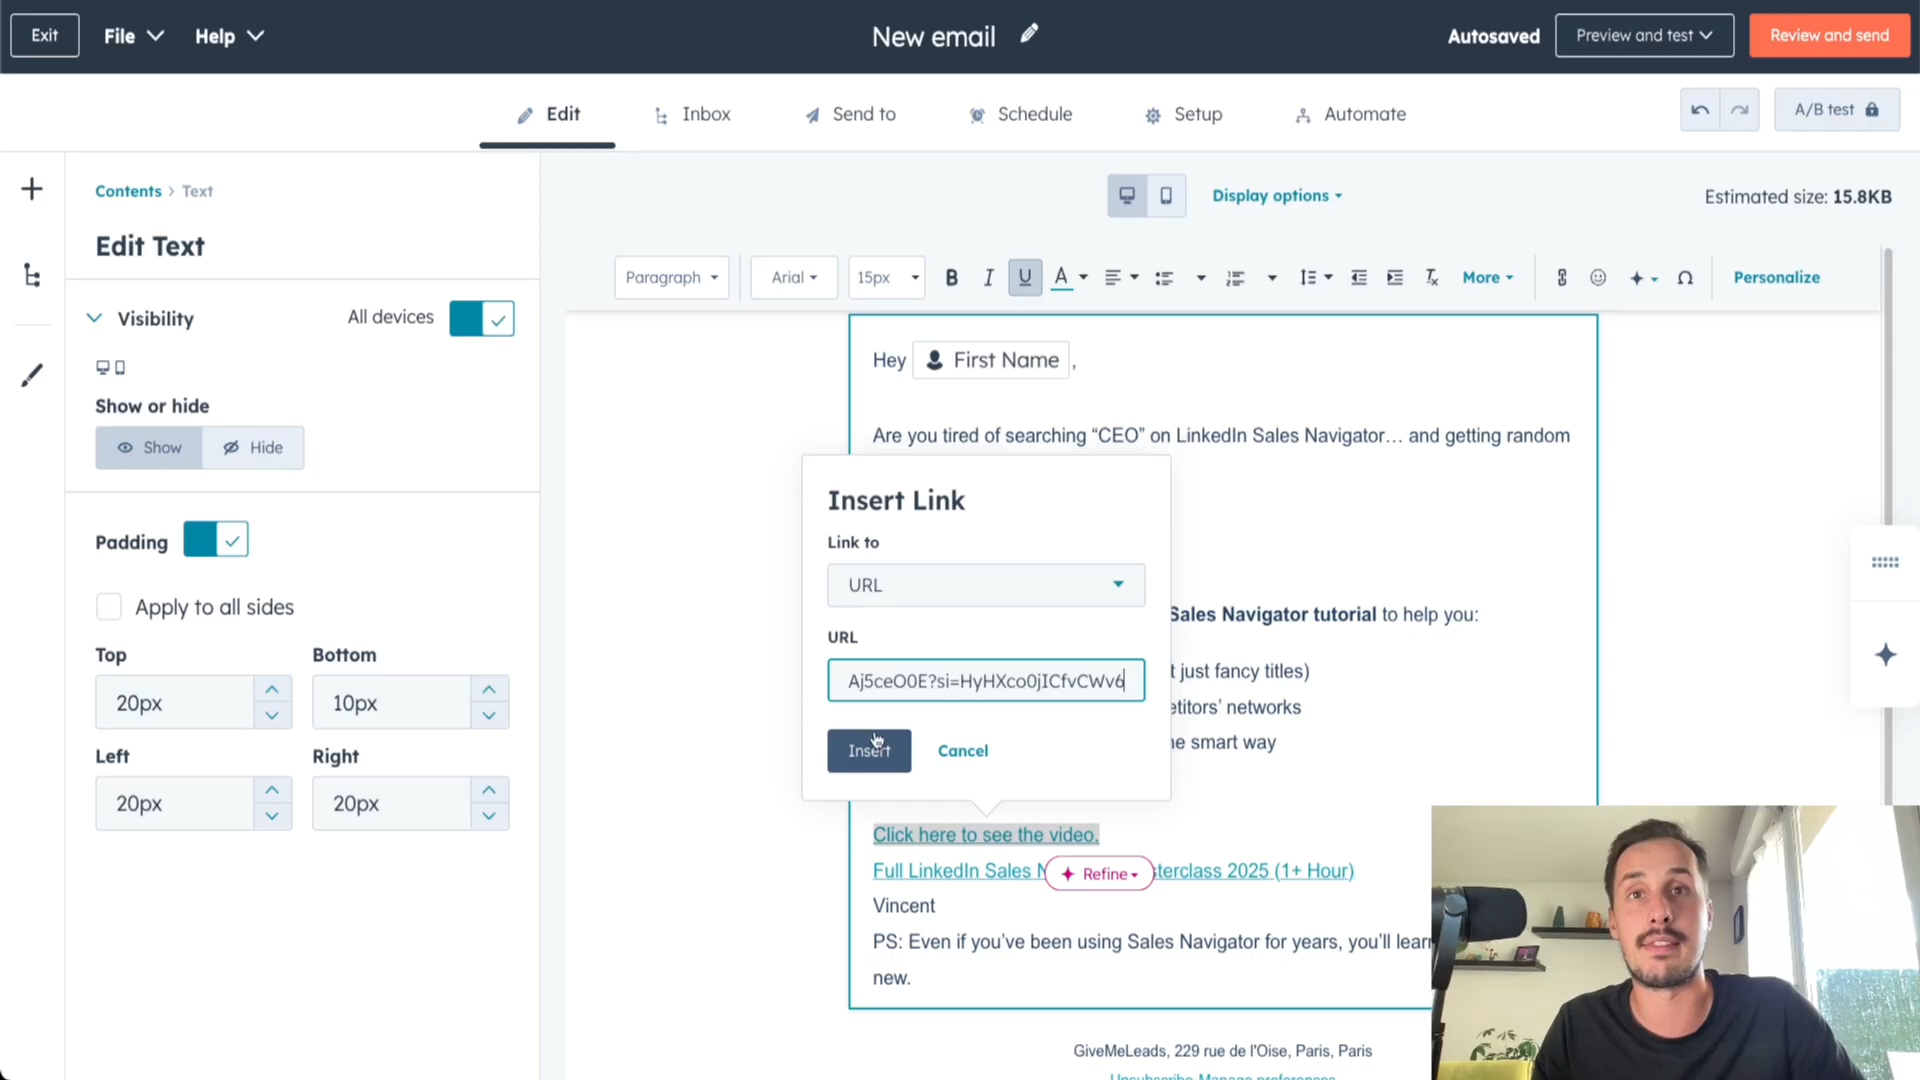 Exit
File
Help
New email
Autosaved
Preview and test
Review and send
Edit
Inbox
Send to
Schedule
Setup
Automate
A/B test
Contents > Text
Edit Text
Visibility
All devices
Show or hide
Show
Hide
Padding
Apply to all sides
Top
Bottom
20px
10px
Left
Right
20px
20px
Display options
Estimated size: 15.8KB
Paragraph
Arial
15px
B
I
U
A
More
Personalize
Hey First Name ,
Are you tired of searching “CEO” on LinkedIn Sales Navigator… and getting random
Insert Link
Link to
URL
URL
Aj5ceO0E?si=HyHXco0jICfvCWv6
Insert
Cancel
Sales Navigator tutorial to help you:
t just fancy titles)
etitors’ networks
he smart way
Click here to see the video.
Full LinkedIn Sales N
Refine
sterclass 2025 (1+ Hour)
Vincent
PS: Even if you’ve been using Sales Navigator for years, you’ll learn
new.
GiveMeLeads, 229 rue de l'Oise, Paris, Paris
Unsubscribe Manage preferences